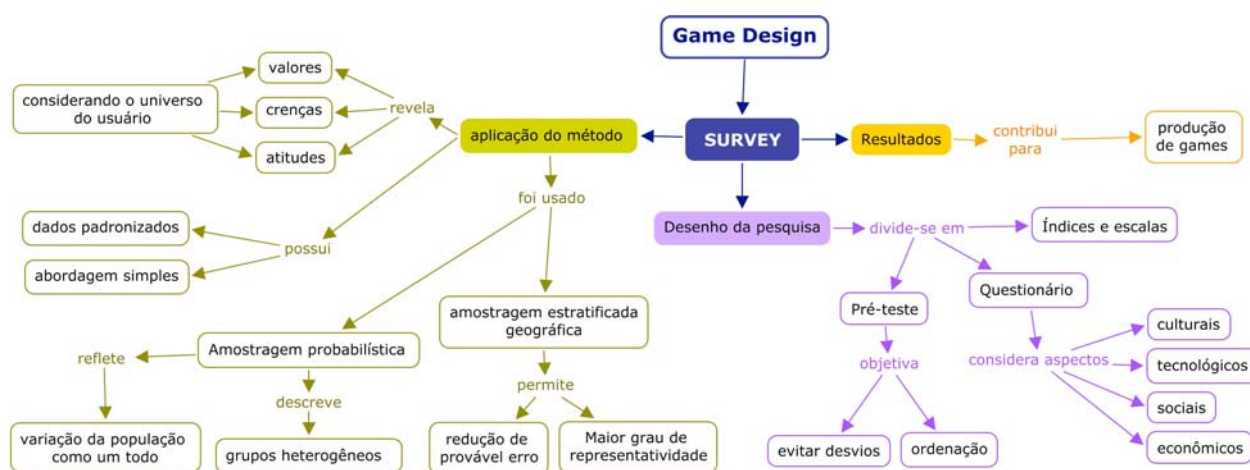 Game Design
SURVEY
aplicação do método
revela
valores
crenças
atitudes
considerando o universo
do usuário
possui
dados padronizados
abordagem simples
foi usado
Amostragem probabilística
reflete
variação da população
como um todo
descreve
grupos heterogêneos
amostragem estratificada
geográfica
permite
redução de
provável erro
Maior grau de
representatividade
Resultados
contribui
para
produção
de games
Desenho da pesquisa
divide-se em
Índices e escalas
Pré-teste
objetiva
evitar desvios
ordenação
Questionário
considera aspectos
culturais
tecnológicos
sociais
econômicos